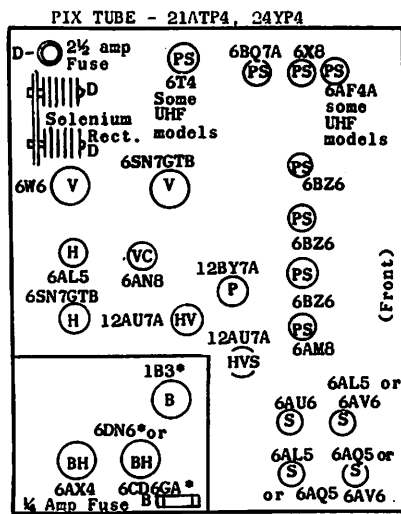 PIX TUBE - 21ATP4, 24YP4
D- 2½ amp
Fuse
PS
6T4
Some
UHF
models
6BQ7A 6X8
PS PS PS
6AF4A
some
UHF
models
D
Selenium
Rect.
D
6W6 V
6SN7GTB
V
PS
6BZ6
PS
6BZ6
H
6AL5
VC
6AN8
12BY7A
P
PS
6BZ6
(Front)
6SN7GTB
H
12AU7A HV
PS
6AM8
12AU7A
HVS
1B3*
B
6AL5 or
6AU6 6AV6
S S
6DN6*or
BH BH
6AX4 6CD6GA*
6AL5 6AQ5 or
S S
or 6AQ5 6AV6
¼ Amp Fuse B